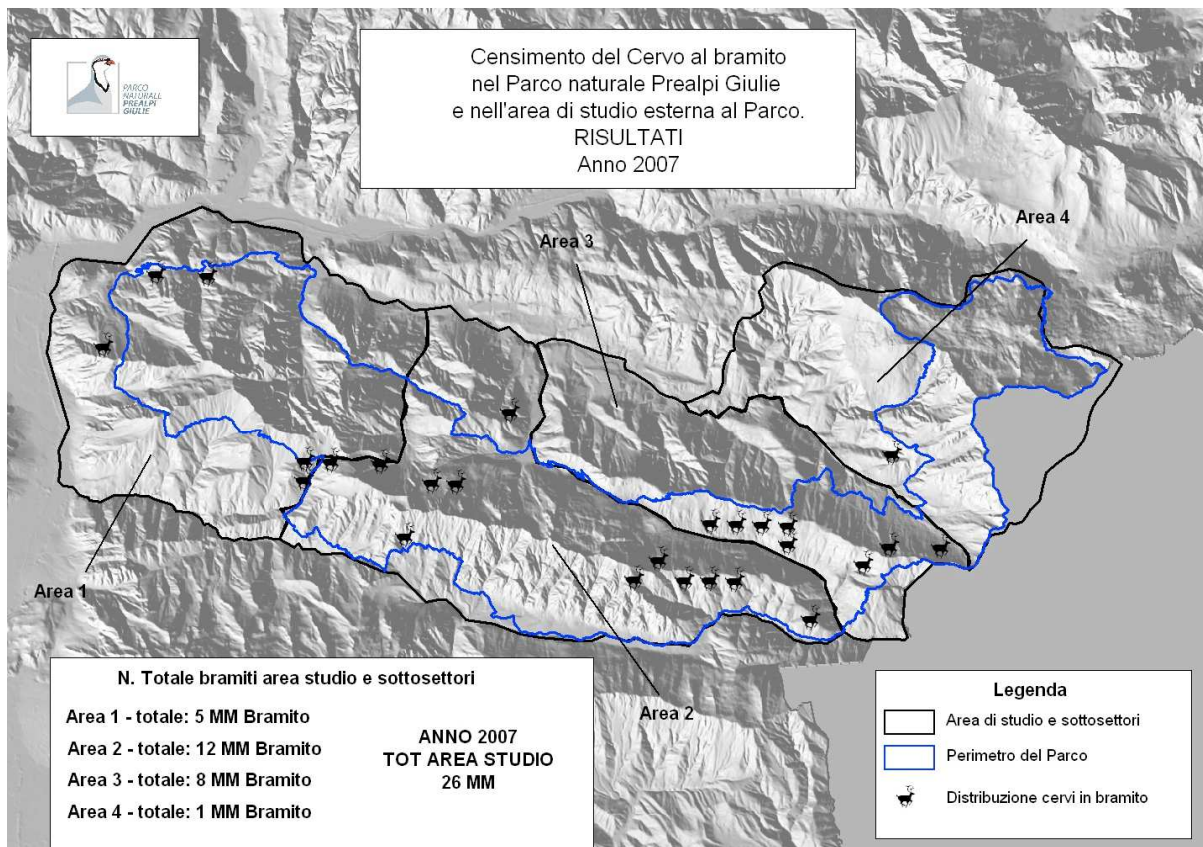 PARCO
NATURALE
PREALPI
GIULIE
Censimento del Cervo al bramito
nel Parco naturale Prealpi Giulie
e nell'area di studio esterna al Parco.
RISULTATI
Anno 2007
Area 4
Area 3
Area 1
Area 2
N. Totale bramiti area studio e sottosettori
Area 1 - totale: 5 MM Bramito
Area 2 - totale: 12 MM Bramito
Area 3 - totale: 8 MM Bramito
Area 4 - totale: 1 MM Bramito
ANNO 2007
TOT AREA STUDIO
26 MM
Legenda
Area di studio e sottosettori
Perimetro del Parco
Distribuzione cervi in bramito